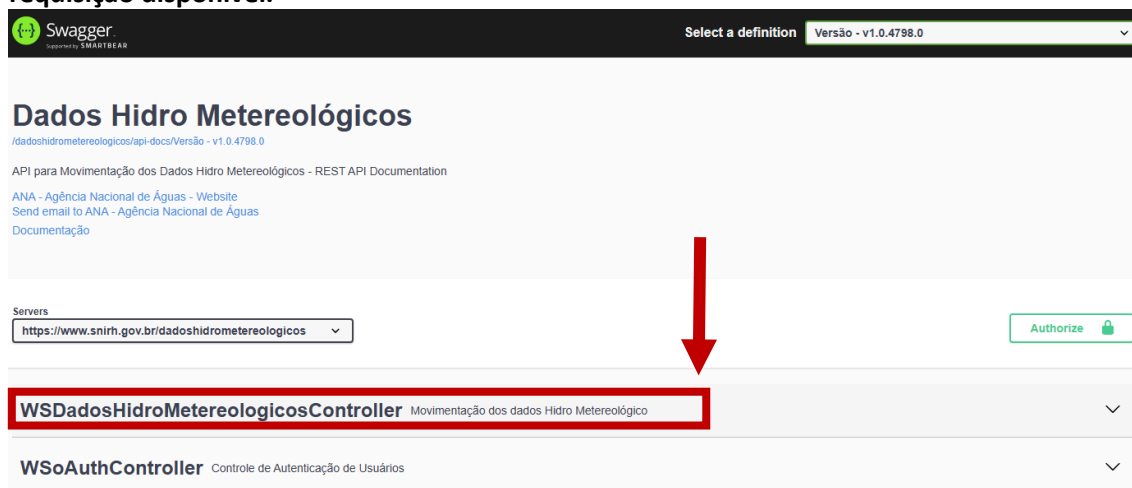 requisição disponível.
Swagger.
Supported by SMARTBEAR
Select a definition
Versão - v1.0.4798.0
Dados Hidro Metereológicos
/dadoshidrometereologicos/api-docs/Versão - v1.0.4798.0
API para Movimentação dos Dados Hidro Metereológicos - REST API Documentation
ANA - Agência Nacional de Águas - Website
Send email to ANA - Agência Nacional de Águas
Documentação
Servers
https://www.snirh.gov.br/dadoshidrometereologicos
Authorize
WSDadosHidroMetereologicosController Movimentação dos dados Hidro Metereológico
WSoAuthController Controle de Autenticação de Usuários